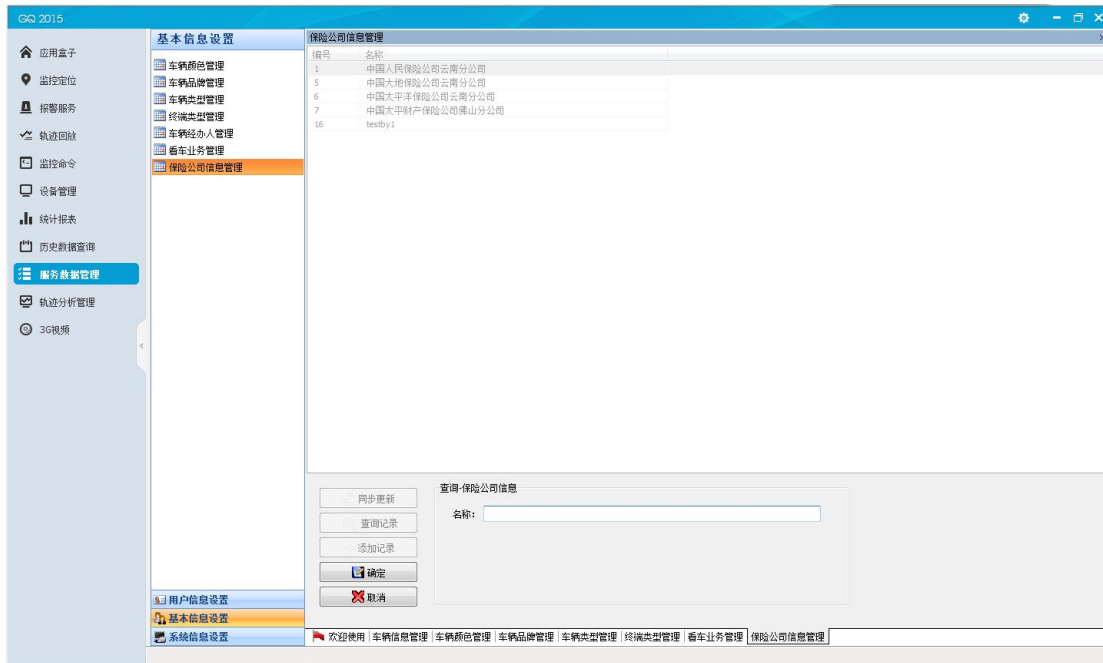 GQ 2015
应用盒子
监控定位
报警服务
轨迹回放
监控命令
设备管理
统计报表
历史数据查询
服务数据管理
轨迹分析管理
3G视频
基本信息设置
车辆颜色管理
车辆品牌管理
车辆类型管理
终端类型管理
车辆经办人管理
看车业务管理
保险公司信息管理
用户信息设置
基本信息设置
系统信息设置
保险公司信息管理
编号 名称
1 中国人民保险公司云南分公司
5 中国大地保险公司云南分公司
6 中国太平洋保险公司云南分公司
7 中国太平财产保险公司佛山分公司
16 testby1
同步更新
查询记录
添加记录
确定
取消
查询-保险公司信息
名称：
欢迎使用 车辆信息管理 车辆颜色管理 车辆品牌管理 车辆类型管理 终端类型管理 看车业务管理 保险公司信息管理